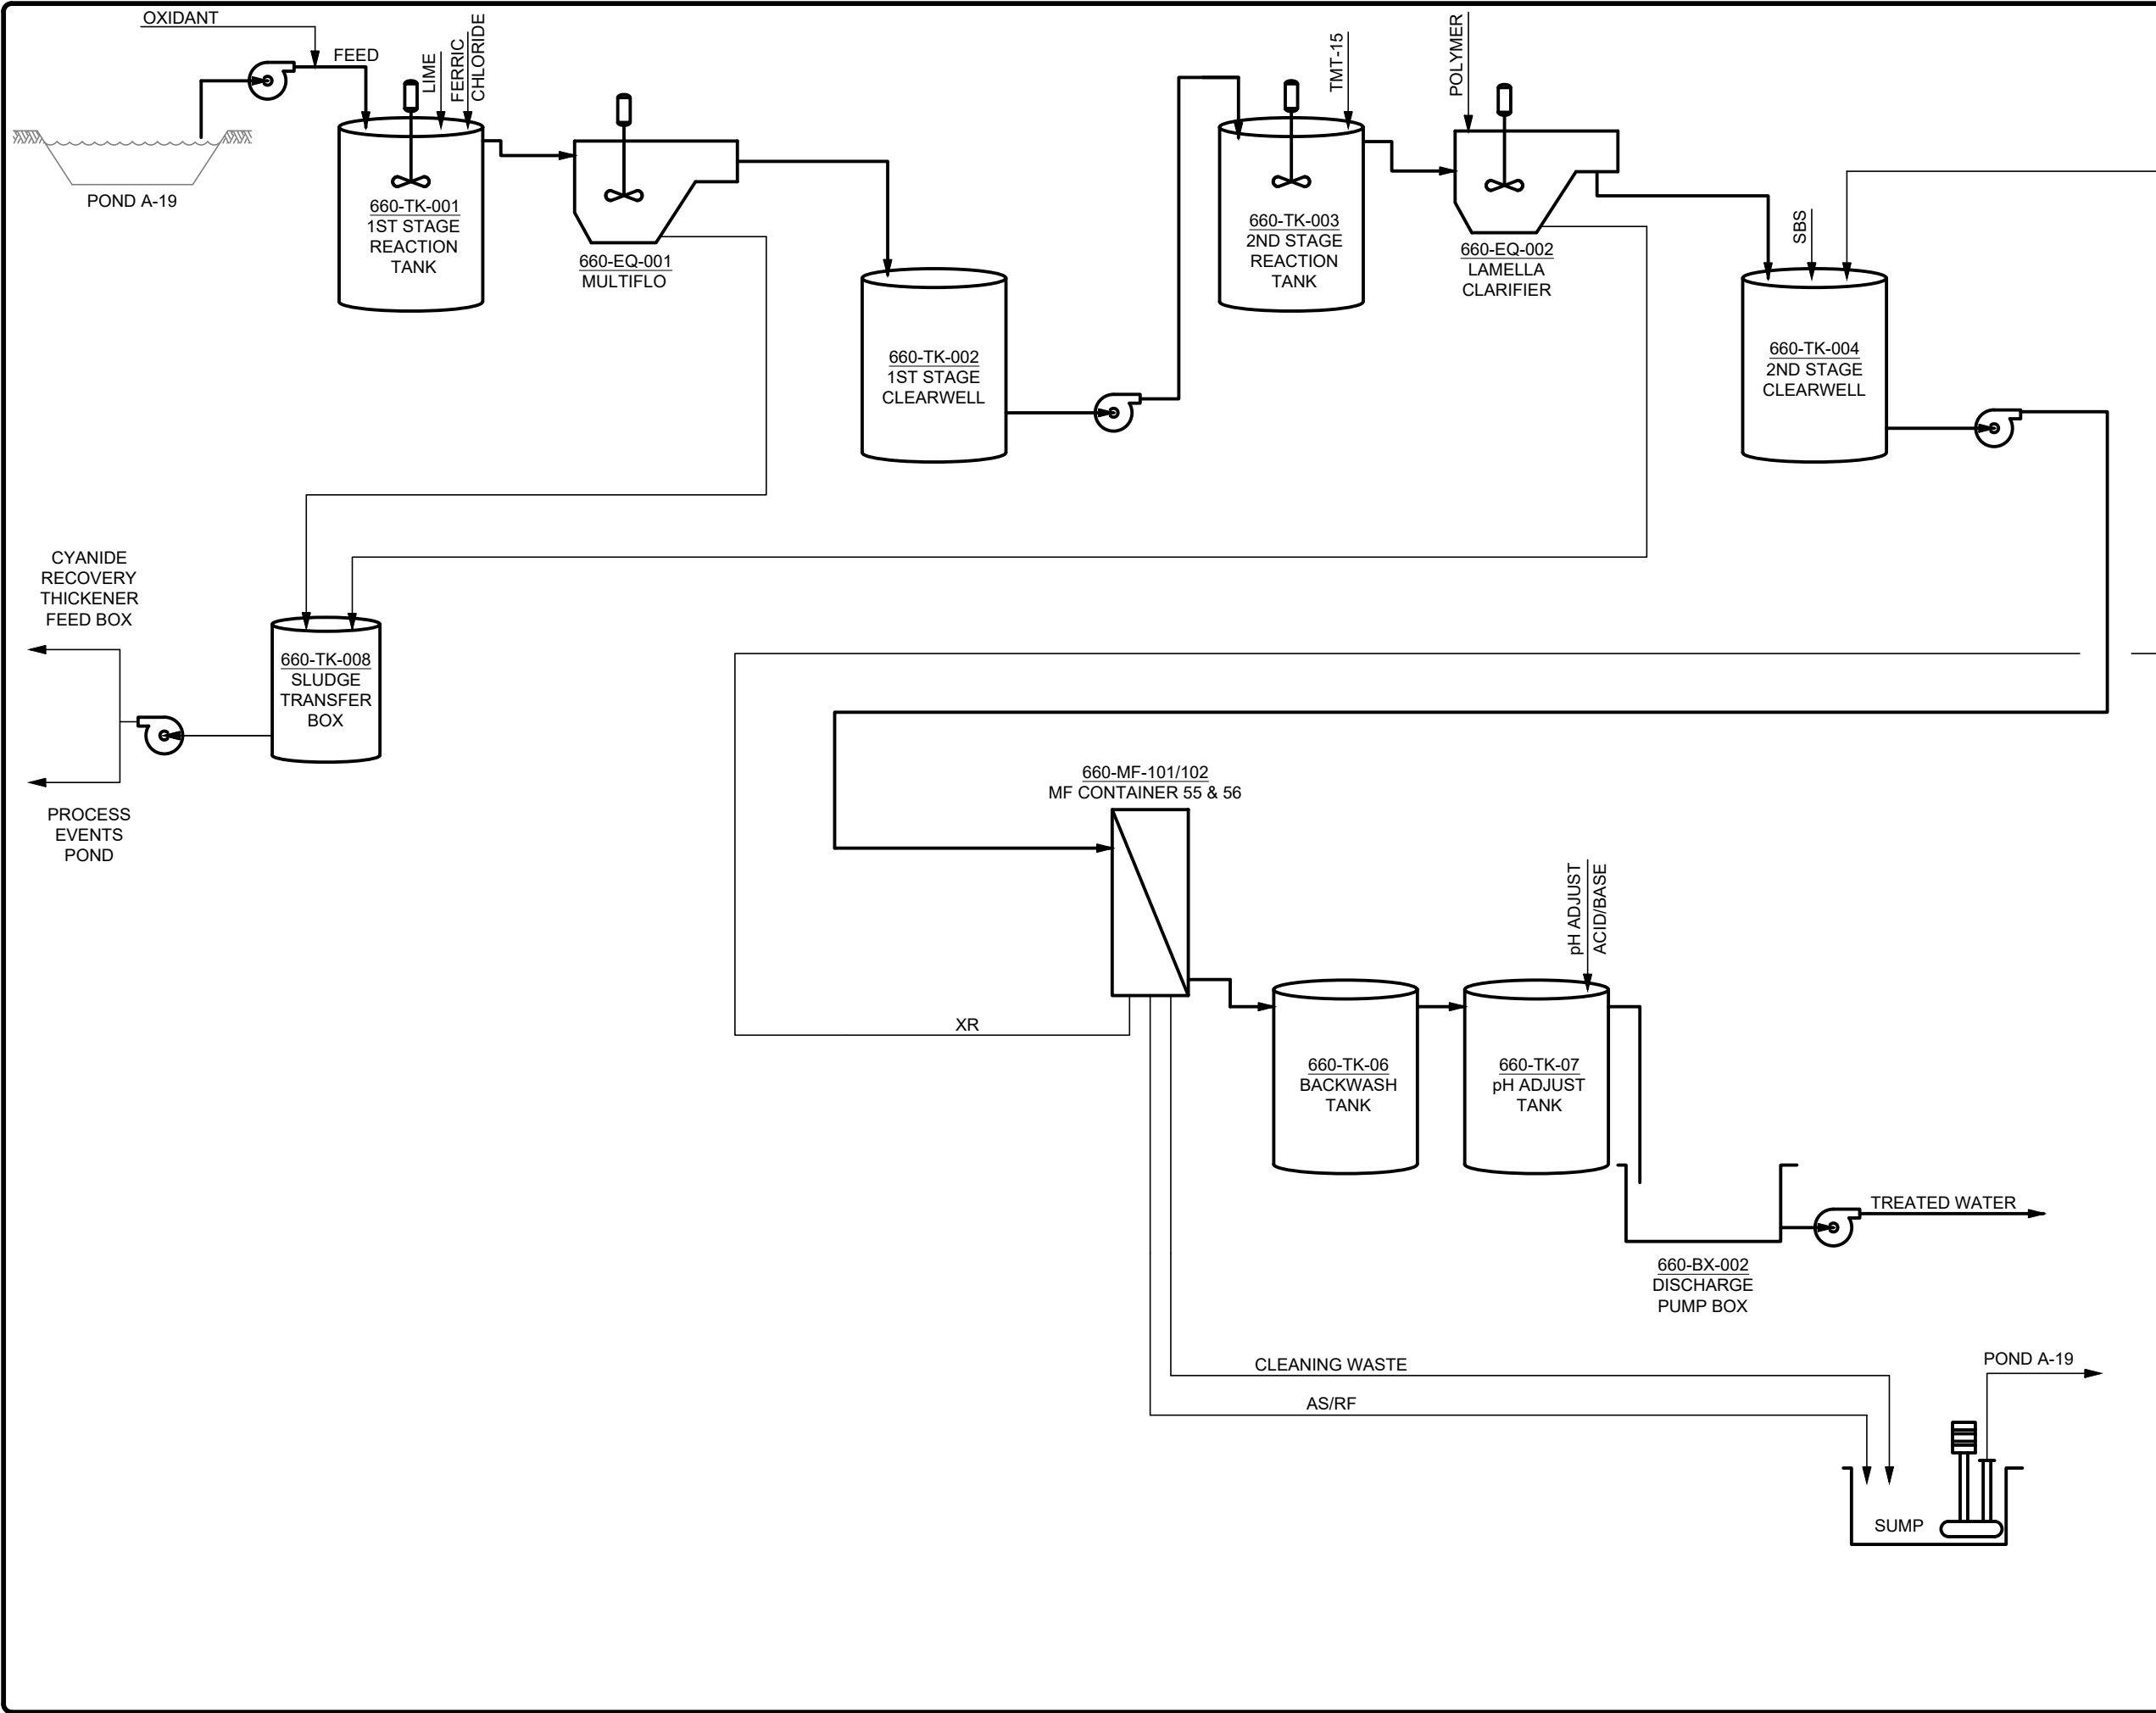 OXIDANT
FEED
LIME
FERRIC
CHLORIDE
POND A-19
660-TK-001
1ST STAGE
REACTION
TANK
660-EQ-001
MULTIFLO
660-TK-002
1ST STAGE
CLEARWELL
TMT-15
660-TK-003
2ND STAGE
REACTION
TANK
POLYMER
660-EQ-002
LAMELLA
CLARIFIER
SBS
660-TK-004
2ND STAGE
CLEARWELL
CYANIDE
RECOVERY
THICKENER
FEED BOX
660-TK-008
SLUDGE
TRANSFER
BOX
PROCESS
EVENTS
POND
660-MF-101/102
MF CONTAINER 55 & 56
XR
pH ADJUST
ACID/BASE
660-TK-06
BACKWASH
TANK
660-TK-07
pH ADJUST
TANK
TREATED WATER
660-BX-002
DISCHARGE
PUMP BOX
CLEANING WASTE
AS/RF
POND A-19
SUMP